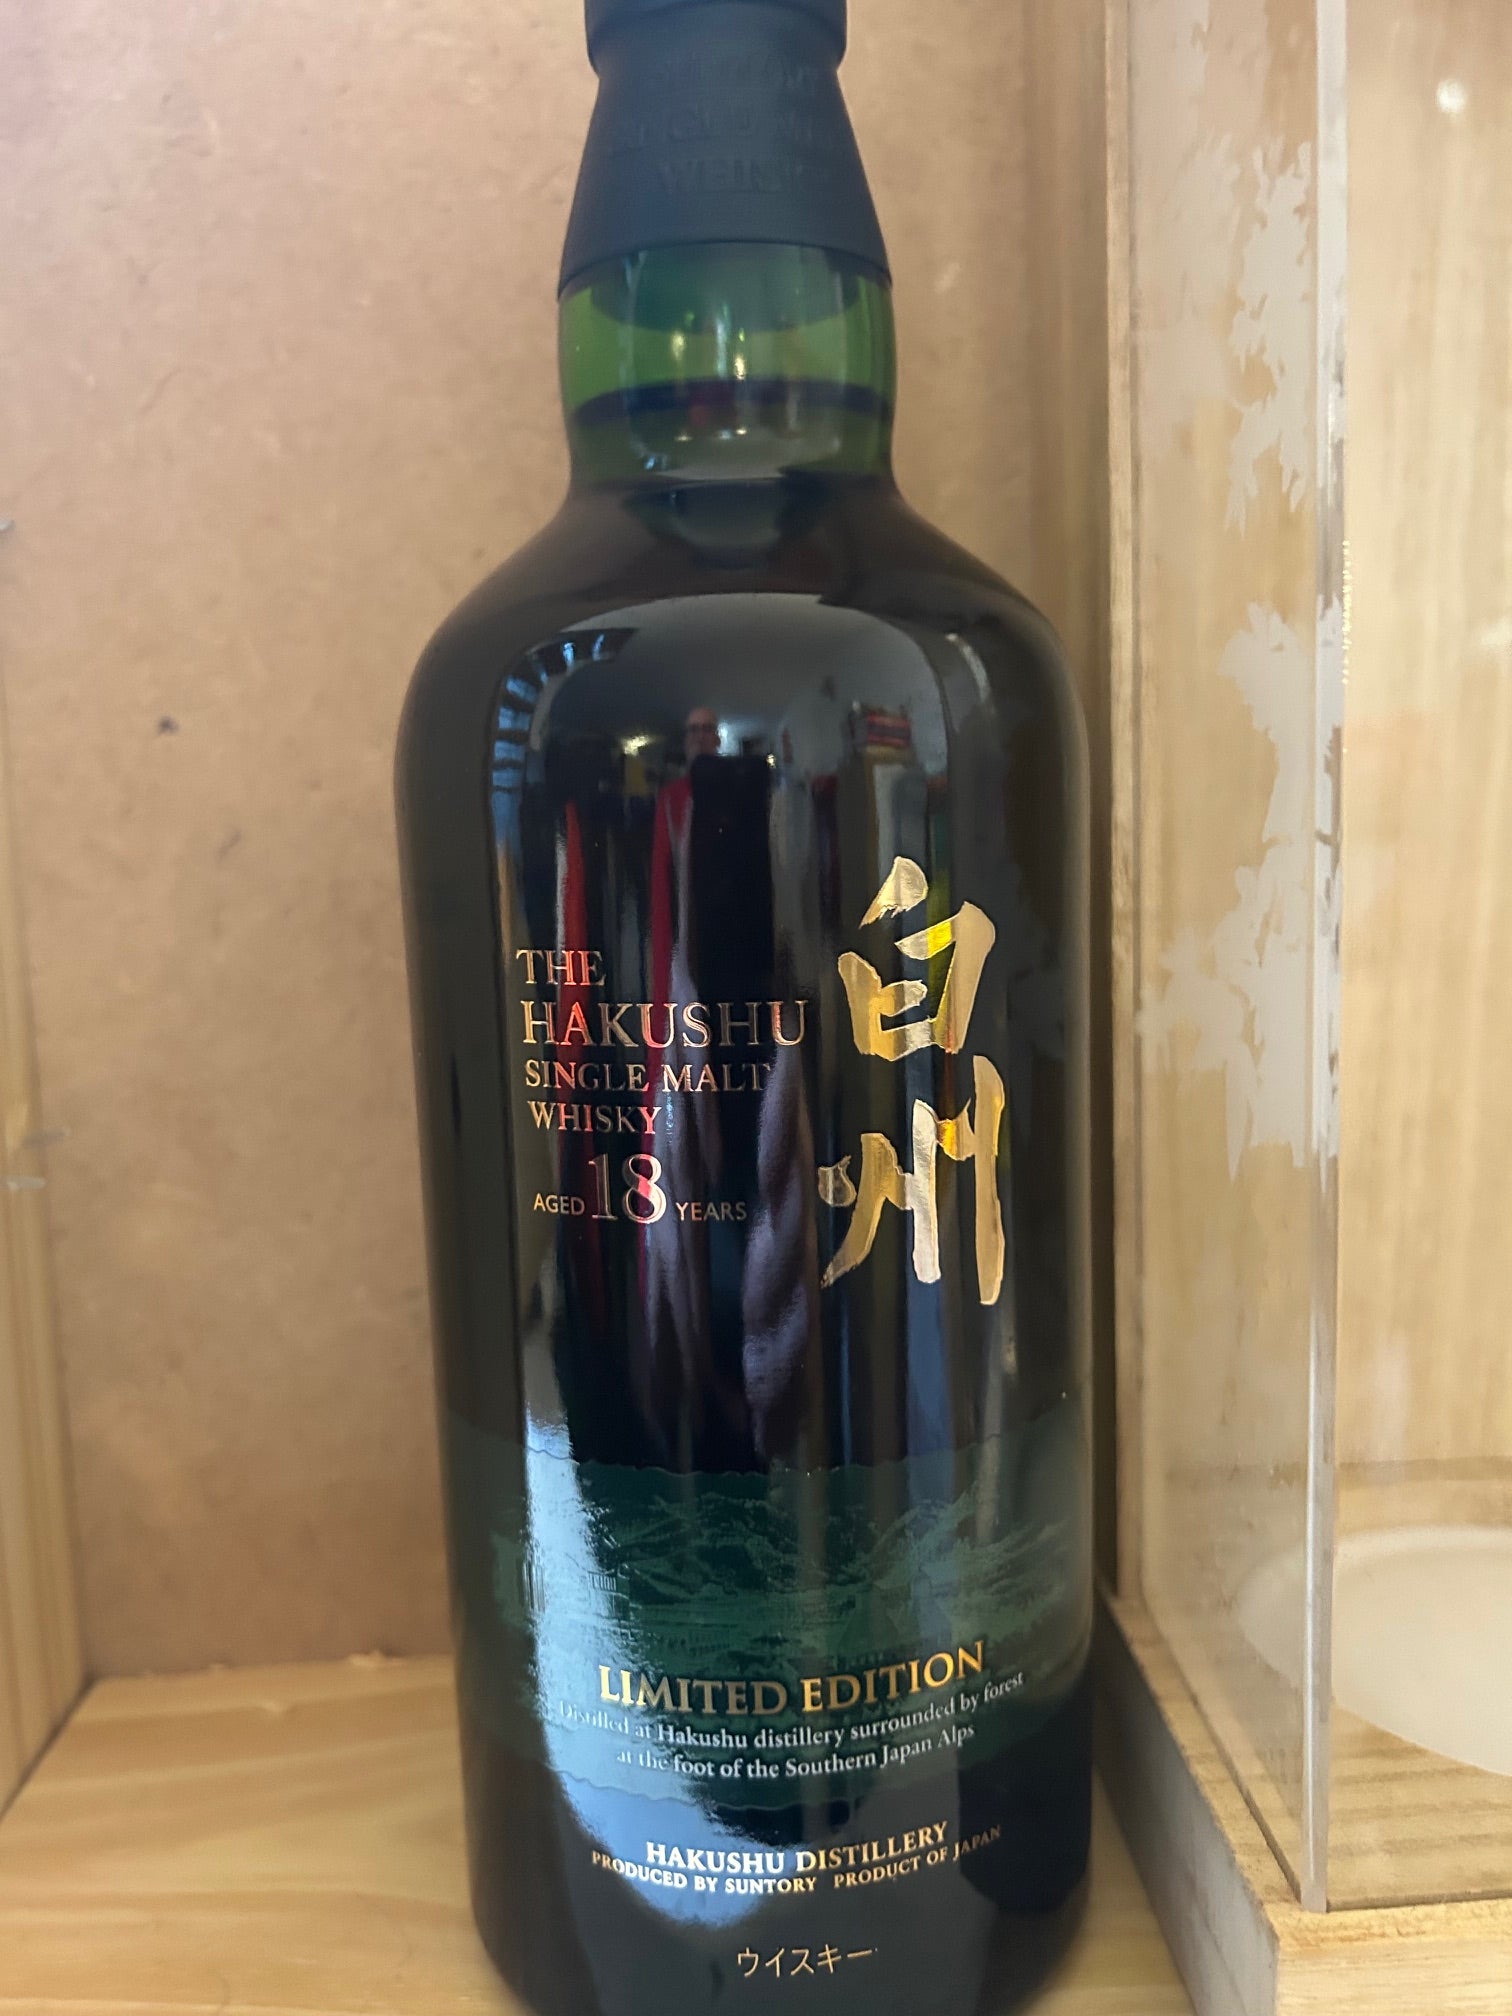 WHISKY
THE
HAKUSHU
SINGLE MALT
WHISKY
AGED 18 YEARS
白州
LIMITED EDITION
Distilled at Hakushu distillery surrounded by forest
at the foot of the Southern Japan Alps
HAKUSHU DISTILLERY
PRODUCED BY SUNTORY PRODUCT OF JAPAN
ウイスキー